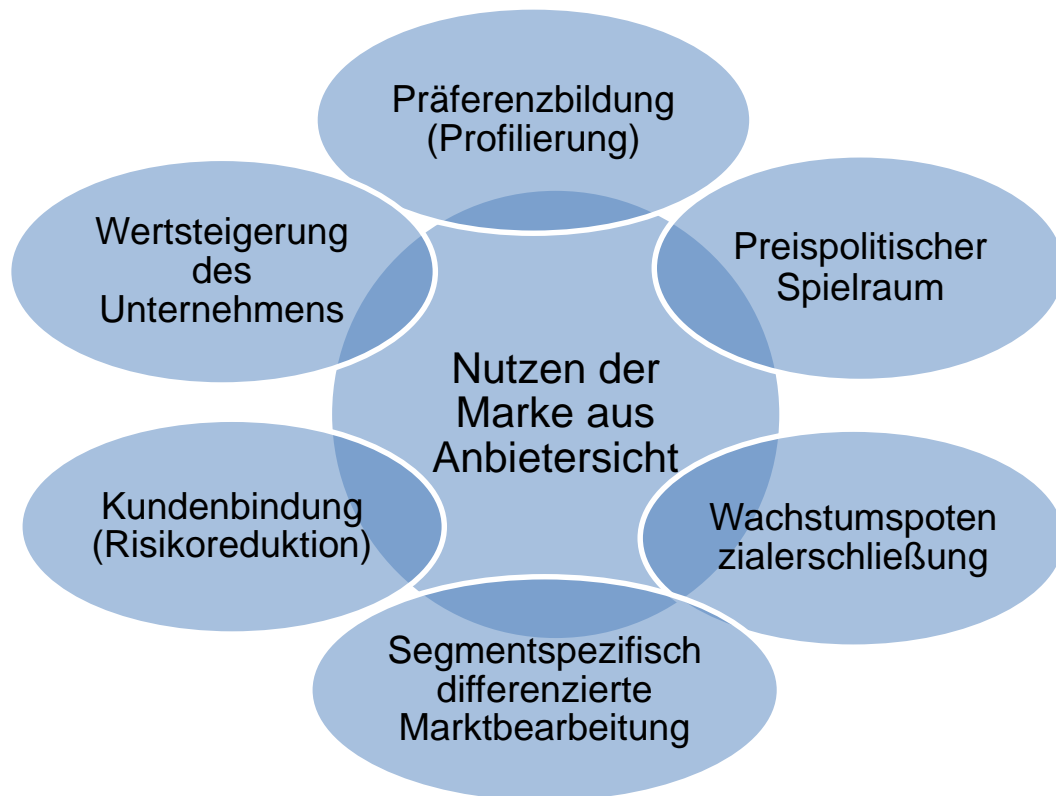 Präferenzbildung
(Profilierung)
Preispolitischer
Spielraum
Wachstumspoten
zialerschließung
Segmentspezifisch
differenzierte
Marktbearbeitung
Kundenbindung
(Risikoreduktion)
Wertsteigerung
des
Unternehmens
Nutzen der
Marke aus
Anbietersicht